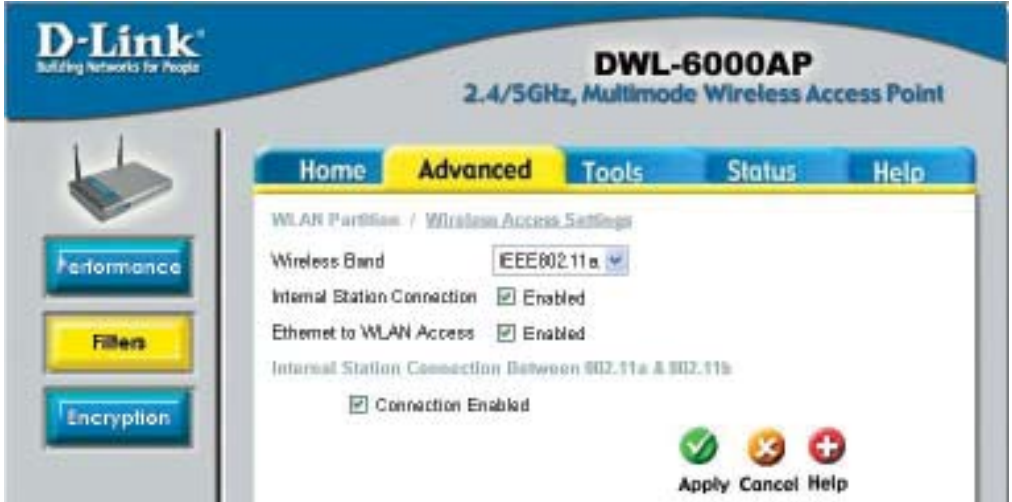 D-Link
Building Networks for People
DWL-6000AP
2.4/5GHz, Multimode Wireless Access Point
Home Advanced Tools Status Help
WLAN Partition / Wireless Access Settings
Performance
Wireless Band IEEE802.11a
Internal Station Connection Enabled
Filters
Ethernet to WLAN Access Enabled
Internal Station Connection Between 802.11a & 802.11b
Encryption
Connection Enabled
Apply Cancel Help